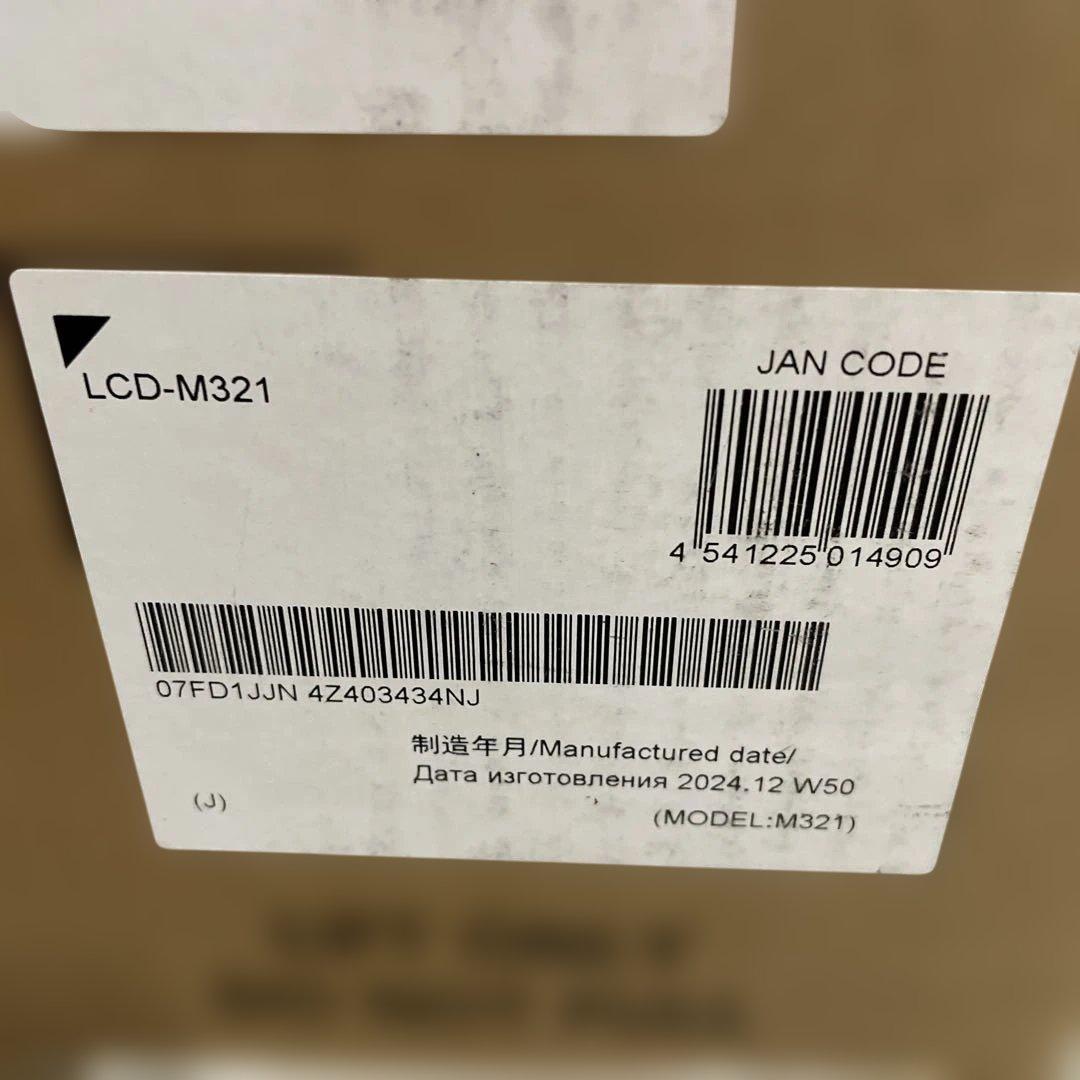 LCD-M321
JAN CODE
4 541225 014909
07FD1JJN 4Z403434NJ
制造年月/Manufactured date/
Дата изготовления 2024.12 W50
(J)
(MODEL:M321)